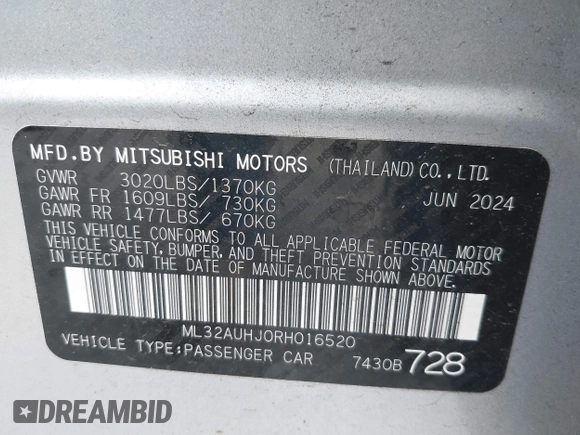 MFD.BY MITSUBISHI MOTORS (THAILAND) CO.,LTD.
GVWR 3020LBS/1370KG JUN 2024
GAWR FR 1609LBS/ 730KG
GAWR RR 1477LBS/ 670KG
THIS VEHICLE CONFORMS TO ALL APPLICABLE FEDERAL MOTOR
VEHICLE SAFETY, BUMPER, AND THEFT PREVENTION STANDARDS
IN EFFECT ON THE DATE OF MANUFACTURE SHOWN ABOVE.
ML32AUHJ0RH016520
VEHICLE TYPE:PASSENGER CAR 7430B 728
DREAMBID